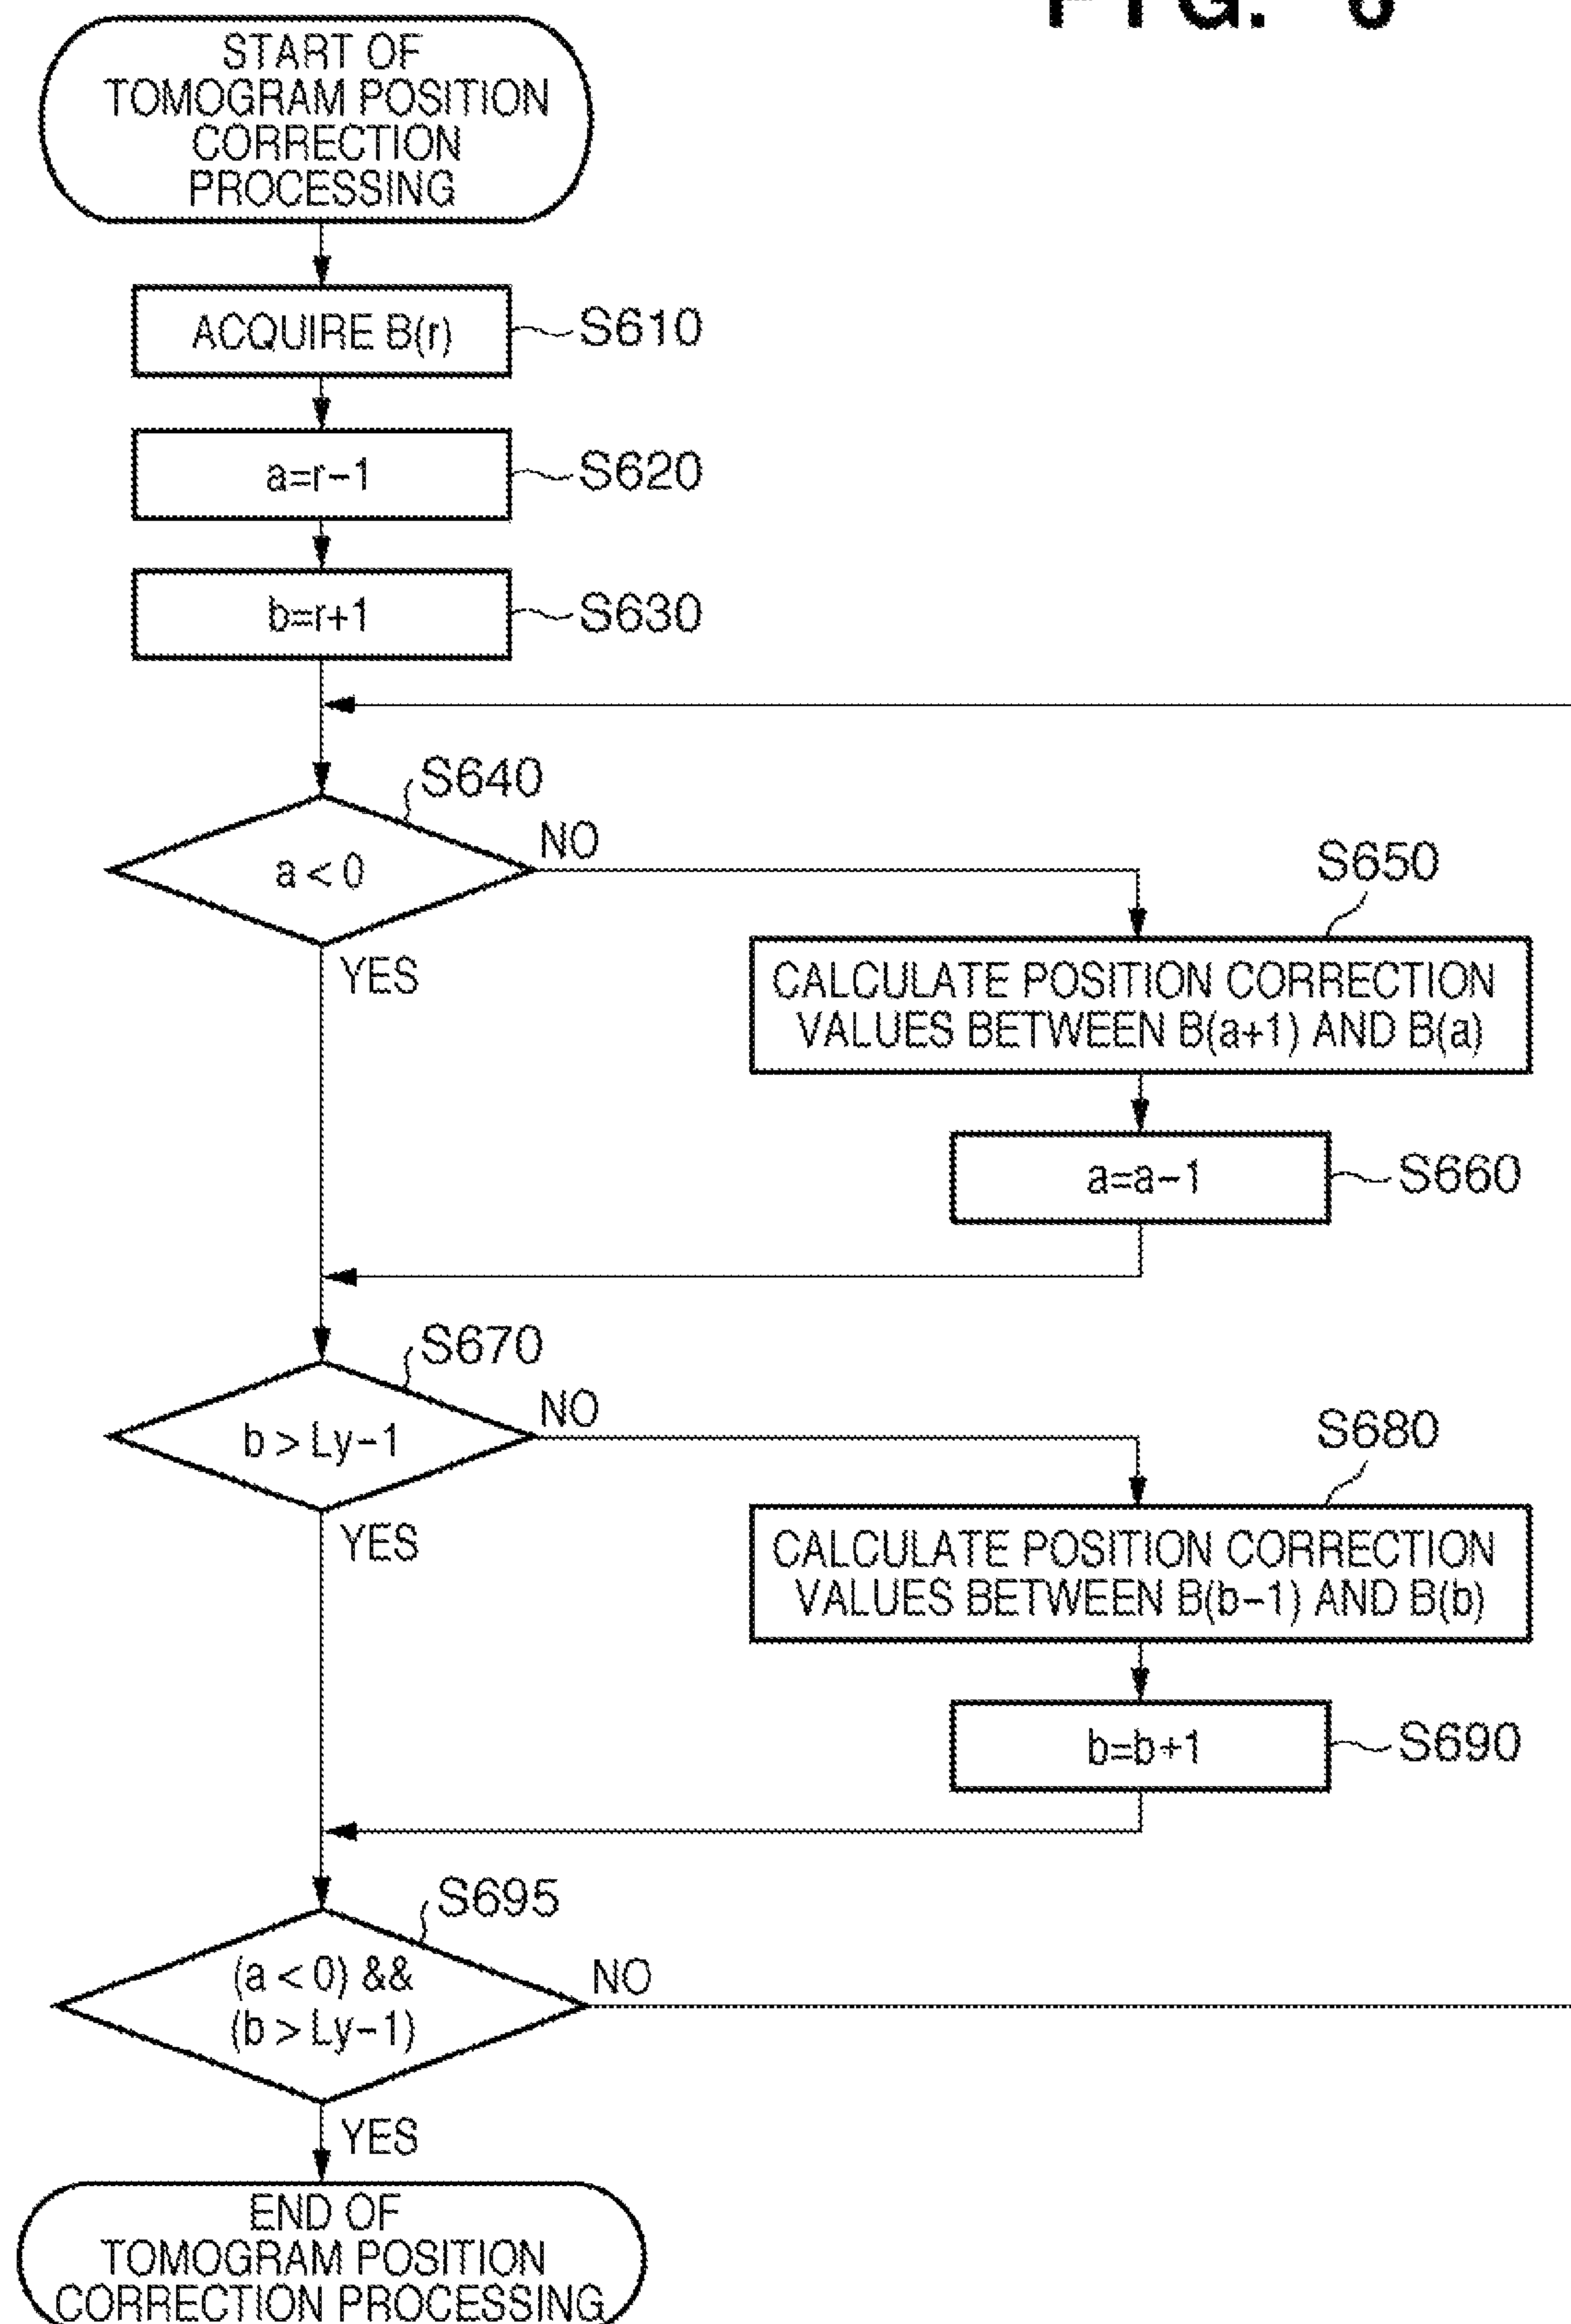 FIG. 6
START OF
TOMOGRAM POSITION
CORRECTION
PROCESSING
ACQUIRE B(r)
S610
a=r-1
S620
b=r+1
S630
S640
a < 0
NO
YES
S650
CALCULATE POSITION CORRECTION
VALUES BETWEEN B(a+1) AND B(a)
a=a-1
S660
S670
b > Ly-1
NO
YES
S680
CALCULATE POSITION CORRECTION
VALUES BETWEEN B(b-1) AND B(b)
b=b+1
S690
S695
(a < 0) &&
(b > Ly-1)
NO
YES
END OF
TOMOGRAM POSITION
CORRECTION PROCESSING